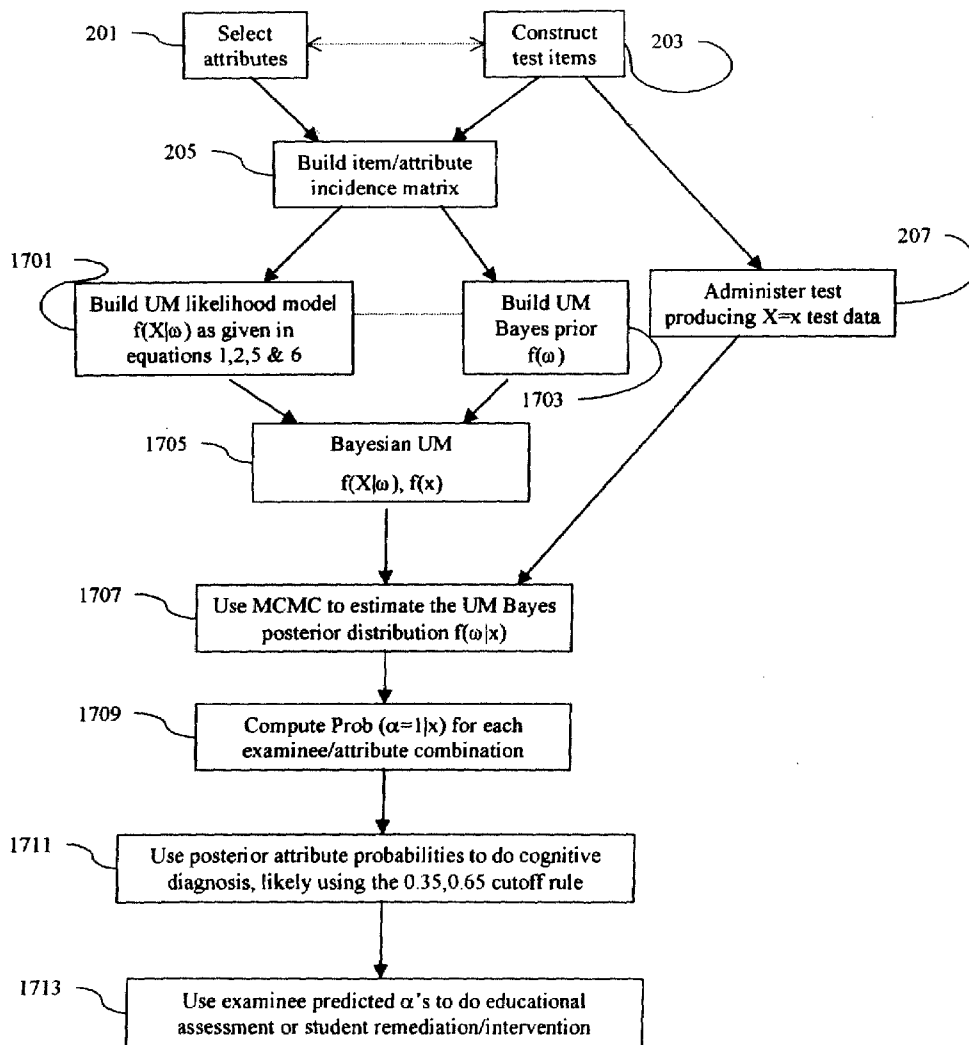 201
Select
attributes
Construct
test items
203
205
Build item/attribute
incidence matrix
1701
Build UM likelihood model
f(X|ω) as given in
equations 1,2,5 & 6
Build UM
Bayes prior
f(ω)
1703
207
Administer test
producing X=x test data
1705
Bayesian UM
f(X|ω), f(x)
1707
Use MCMC to estimate the UM Bayes
posterior distribution f(ω|x)
1709
Compute Prob (α=1|x) for each
examinee/attribute combination
1711
Use posterior attribute probabilities to do cognitive
diagnosis, likely using the 0.35,0.65 cutoff rule
1713
Use examinee predicted α's to do educational
assessment or student remediation/intervention